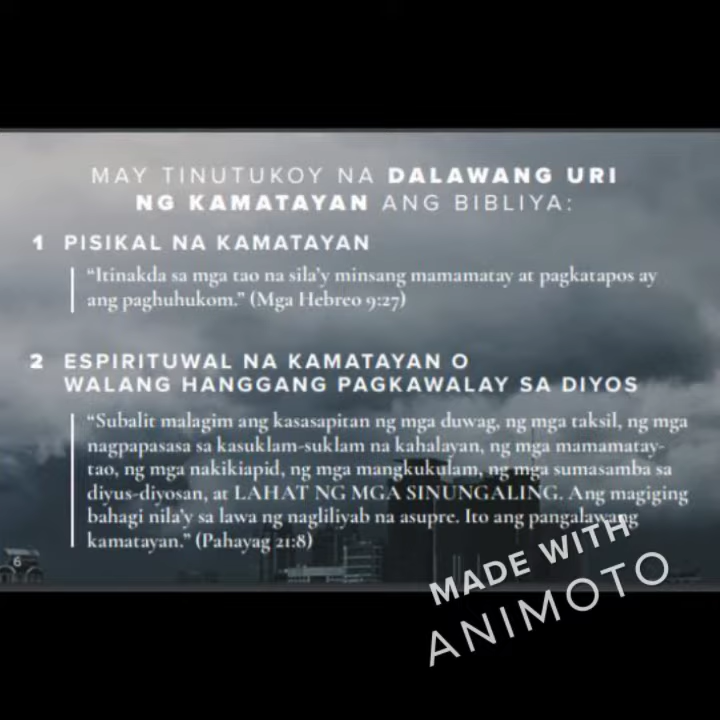 MAY TINUTUKOY NA DALAWANG URI
NG KAMATAYAN ANG BIBLIYA:
1 PISIKAL NA KAMATAYAN
“Itinakda sa mga tao na sila’y minsang mamamatay at pagkatapos ay
ang paghuhukom.” (Mga Hebreo 9:27)
2 ESPIRITUWAL NA KAMATAYAN O
WALANG HANGGANG PAGKAWALAY SA DIYOS
“Subalit malagim ang kasasapitan ng mga duwag, ng mga taksil, ng mga
nagpapasasa sa kasuklam-suklam na kahalayan, ng mga mamamatay-
tao, ng mga nakikiapid, ng mga mangkukulam, ng mga sumasamba sa
diyus-diyosan, at LAHAT NG MGA SINUNGALING. Ang magiging
bahagi nila’y sa lawa ng nagliliyab na asupre. Ito ang pangalawang
kamatayan.” (Pahayag 21:8)
6
MADE WITH
ANIMOTO